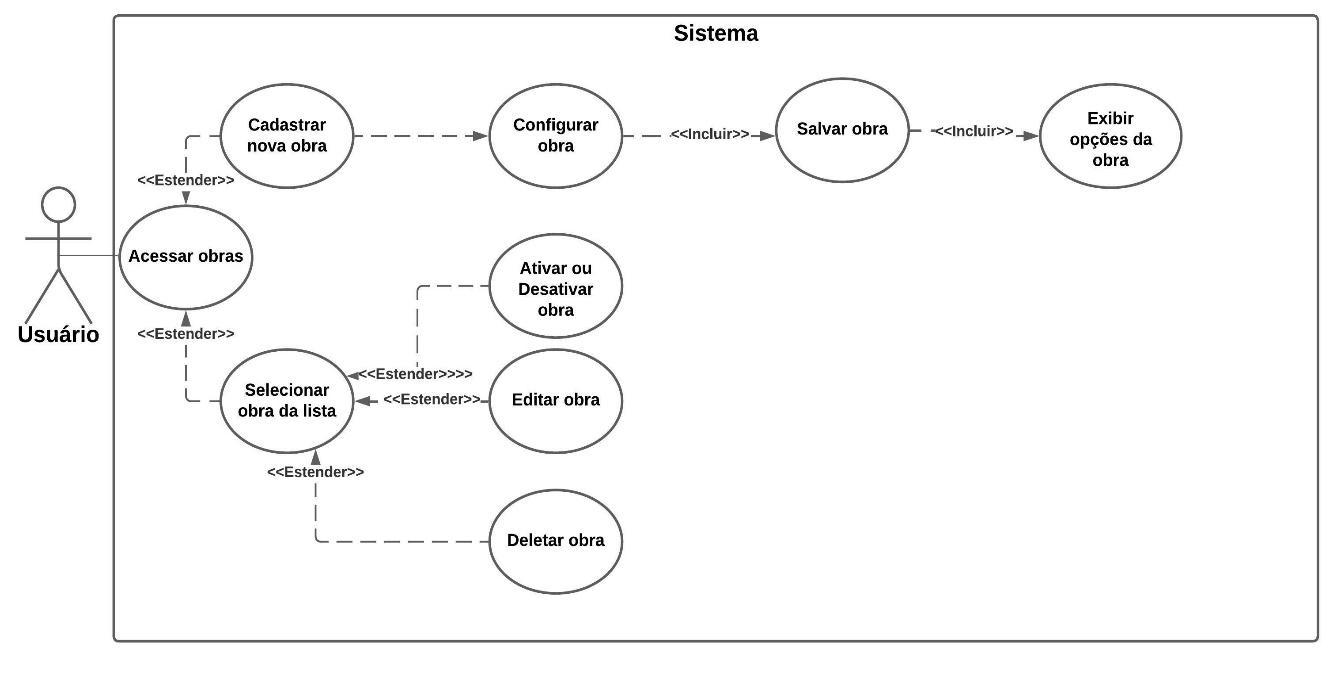 Sistema
Cadastrar
nova obra
Configurar
obra
<<Incluir>>
Salvar obra
<<Incluir>>
Exibir
opções da
obra
<<Estender>>
Acessar obras
Usuário
<<Estender>>
Ativar ou
Desativar
obra
<<Estender>>>>
Selecionar
obra da lista
<<Estender>>
Editar obra
<<Estender>>
Deletar obra